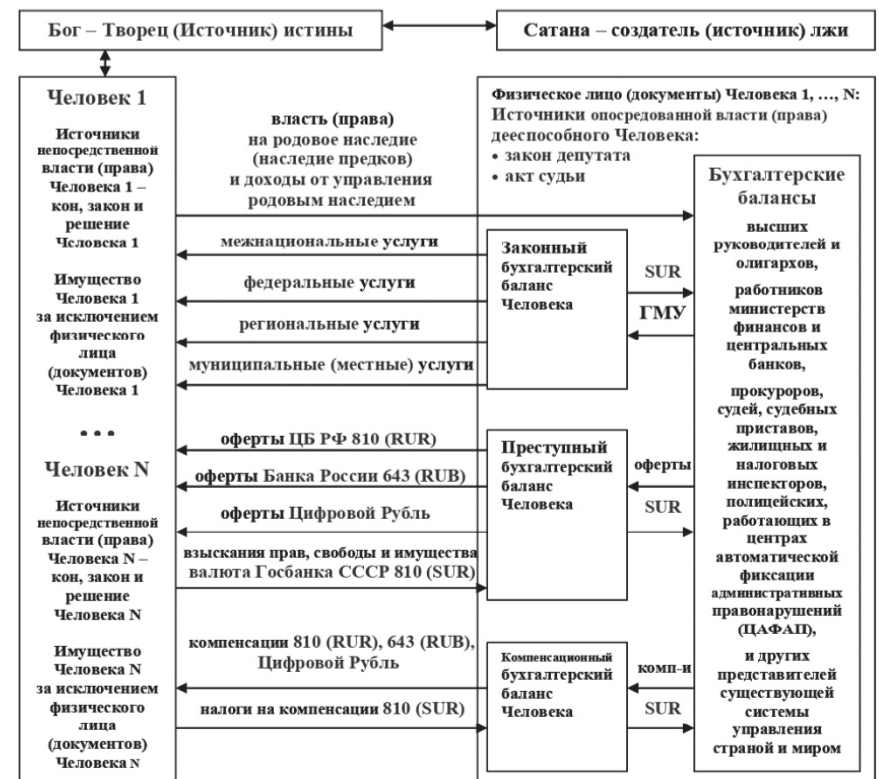 Бог – Творец (Источник) истины
Сатана – создатель (источник) лжи
Человек 1
Источники
непосредственной
власти (права)
Человека 1 –
кон, закон и
решение
Человека 1
Имущество
Человека 1
за исключением
физического
лица
(документов)
Человека 1
• • •
Человек N
Источники
непосредственной
власти (права)
Человека N –
кон, закон и
решение
Человека N
Имущество
Человека N
за исключением
физического
лица
(документов)
Человека N
власть (права)
на родовое наследие
(наследие предков)
и доходы от управления
родовым наследием
межнациональные услуги
федеральные услуги
региональные услуги
муниципальные (местные) услуги
оферты ЦБ РФ 810 (RUR)
оферты Банка России 643 (RUB)
оферты Цифровой Рубль
взыскания прав, свободы и имущества
валюта Госбанка СССР 810 (SUR)
компенсации 810 (RUR), 643 (RUB),
Цифровой Рубль
налоги на компенсации 810 (SUR)
Физическое лицо (документы) Человека 1, …, N:
Источники опосредованной власти (права)
дееспособного Человека:
• закон депутата
• акт судьи
Законный
бухгалтерский
баланс
Человека
SUR
ГМУ
Преступный
бухгалтерский
баланс
Человека
оферты
SUR
Компенсационный
бухгалтерский
баланс
Человека
комп-и
SUR
Бухгалтерские
балансы
высших
руководителей и
олигархов,
работников
министерств
финансов и
центральных
банков,
прокуроров,
судей, судебных
приставов,
жилищных и
налоговых
инспекторов,
полицейских,
работающих в
центрах
автоматической
фиксации
административных
правонарушений
(ЦАФАП),
и других
представителей
существующей
системы
управления
страной и миром